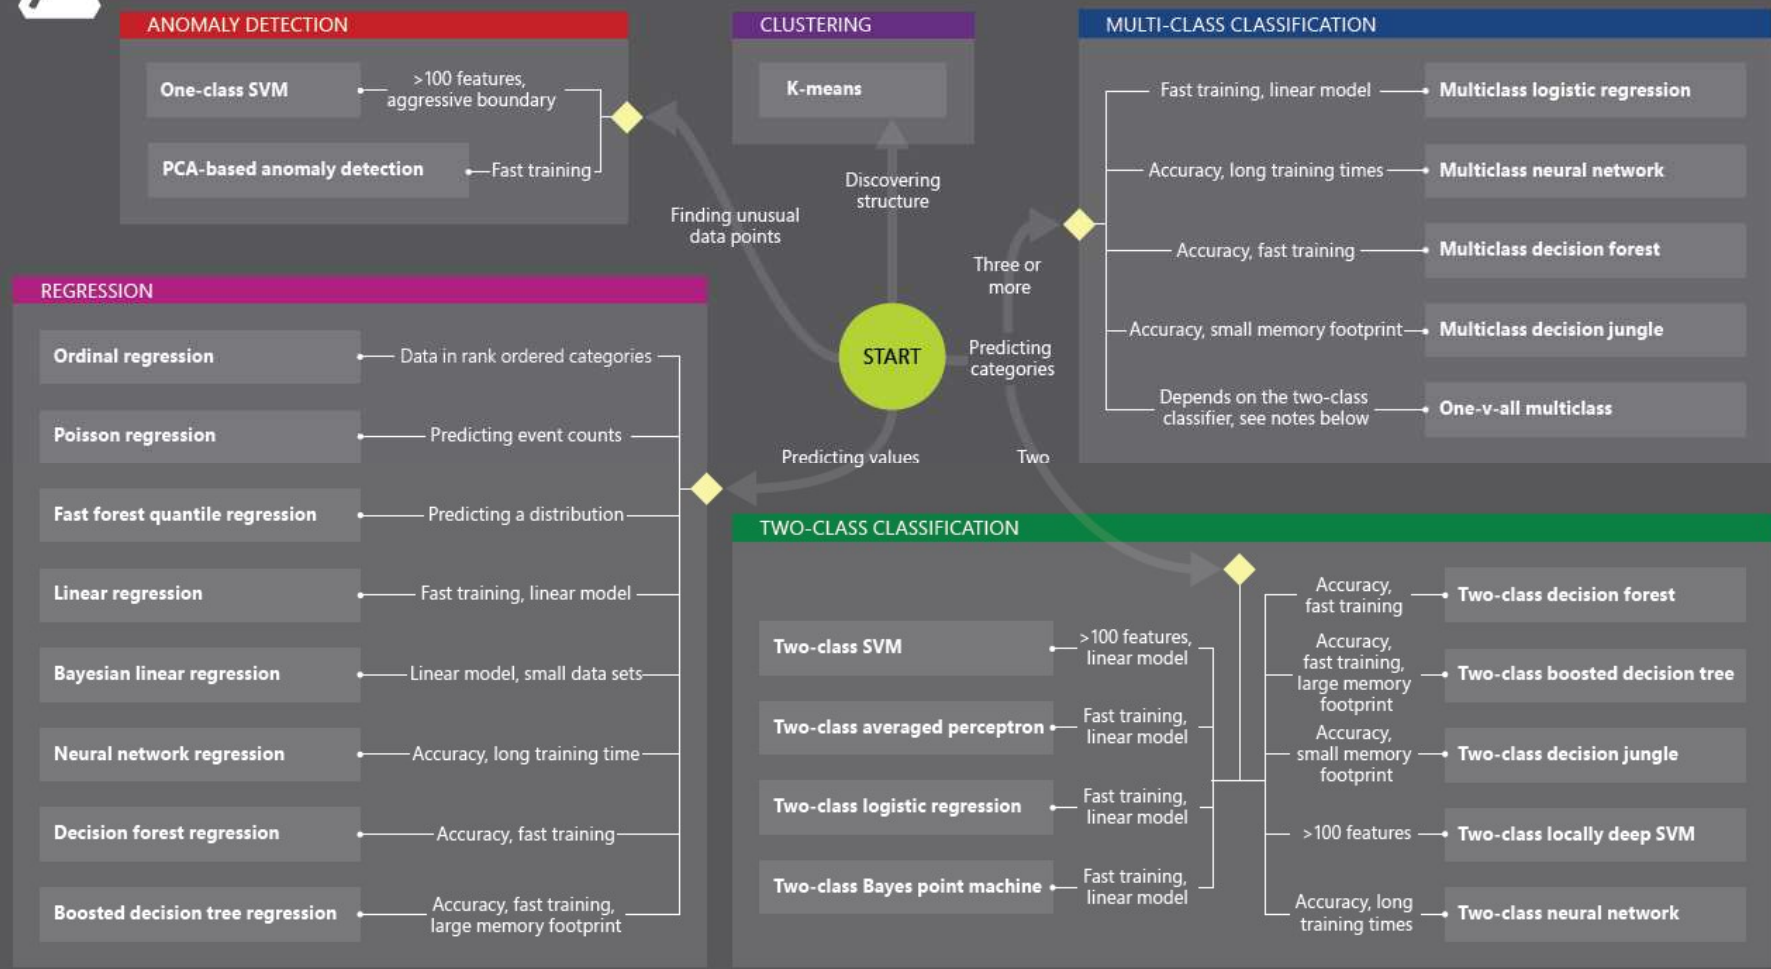 ANOMALY DETECTION
One-class SVM
>100 features,
aggressive boundary
PCA-based anomaly detection
Fast training
CLUSTERING
K-means
MULTI-CLASS CLASSIFICATION
Fast training, linear model
Multiclass logistic regression
Accuracy, long training times
Multiclass neural network
Accuracy, fast training
Multiclass decision forest
Accuracy, small memory footprint
Multiclass decision jungle
Depends on the two-class
classifier, see notes below
One-v-all multiclass
Finding unusual
data points
Discovering
structure
Three or
more
START
Predicting
categories
Predicting values
Two
REGRESSION
Ordinal regression
Data in rank ordered categories
Poisson regression
Predicting event counts
Fast forest quantile regression
Predicting a distribution
Linear regression
Fast training, linear model
Bayesian linear regression
Linear model, small data sets
Neural network regression
Accuracy, long training time
Decision forest regression
Accuracy, fast training
Boosted decision tree regression
Accuracy, fast training,
large memory footprint
TWO-CLASS CLASSIFICATION
Two-class SVM
>100 features,
linear model
Two-class averaged perceptron
Fast training,
linear model
Two-class logistic regression
Fast training,
linear model
Two-class Bayes point machine
Fast training,
linear model
Accuracy,
fast training
Two-class decision forest
Accuracy,
fast training,
large memory
footprint
Two-class boosted decision tree
Accuracy,
small memory
footprint
Two-class decision jungle
>100 features
Two-class locally deep SVM
Accuracy, long
training times
Two-class neural network